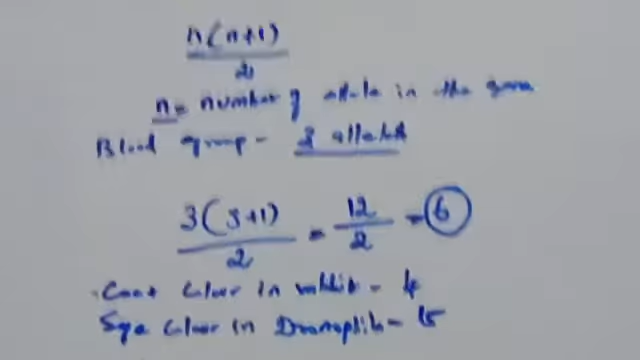 n(n+1)
2
n = number of allele in the gene
Blood group - 3 alleles
3(3+1) = 12 = 6
2 2
Coat Colour in rabbit - 4
Eye Colour in Drosophila - 15